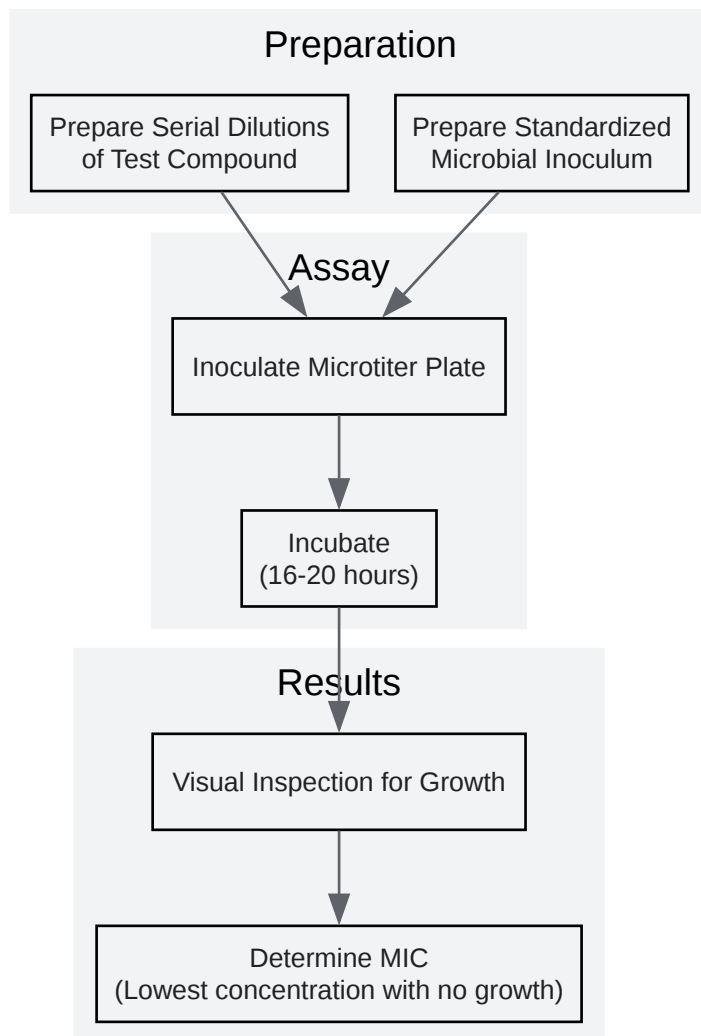 Preparation
Prepare Serial Dilutions
of Test Compound
Prepare Standardized
Microbial Inoculum
Assay
Inoculate Microtiter Plate
Incubate
(16-20 hours)
Results
Visual Inspection for Growth
Determine MIC
(Lowest concentration with no growth)